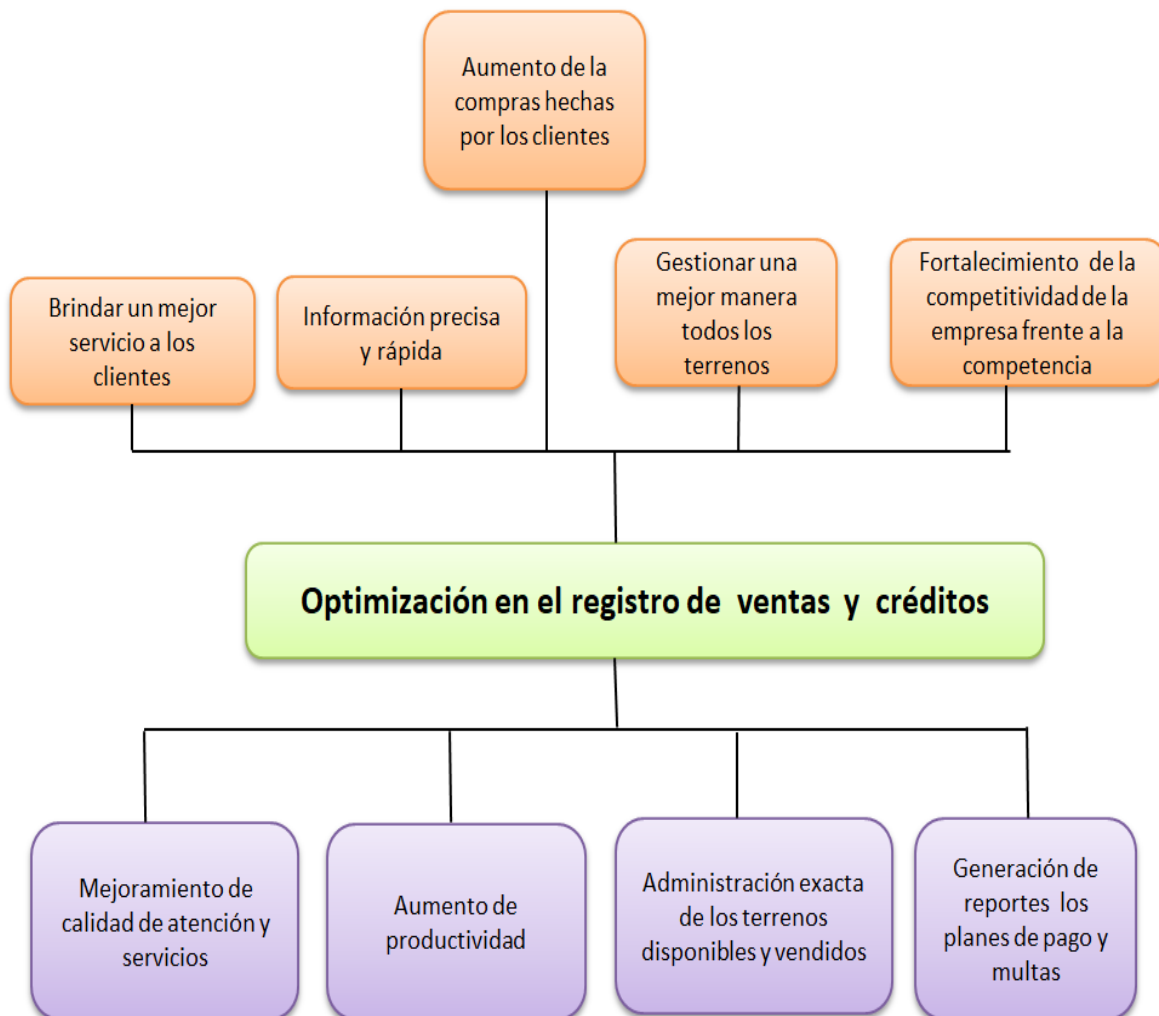 Aumento de la
compras hechas
por los clientes
Brindar un mejor
servicio a los
clientes
Información precisa
y rápida
Gestionar una
mejor manera
todos los
terrenos
Fortalecimiento de la
competitividad de la
empresa frente a la
competencia
Optimización en el registro de ventas y créditos
Mejoramiento de
calidad de atención y
servicios
Aumento de
productividad
Administración exacta
de los terrenos
disponibles y vendidos
Generación de
reportes los
planes de pago y
multas